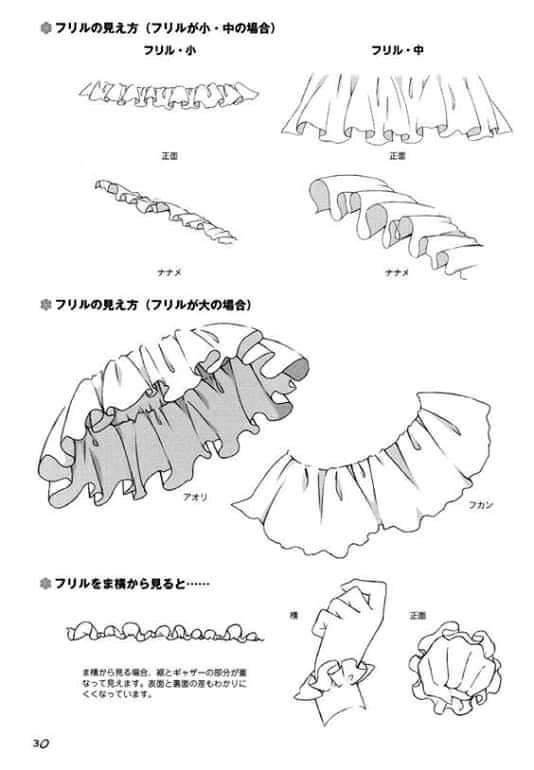 フリルの見え方（フリルが小・中の場合）
フリル・小
フリル・中
正面
正面
ナナメ
ナナメ
フリルの見え方（フリルが大の場合）
アオリ
フカン
フリルをま横から見ると……
横
正面
ま横から見る場合、裾とギャザーの部分が重
なって見えます。表面と裏面の差もわかりに
くくなっています。
30